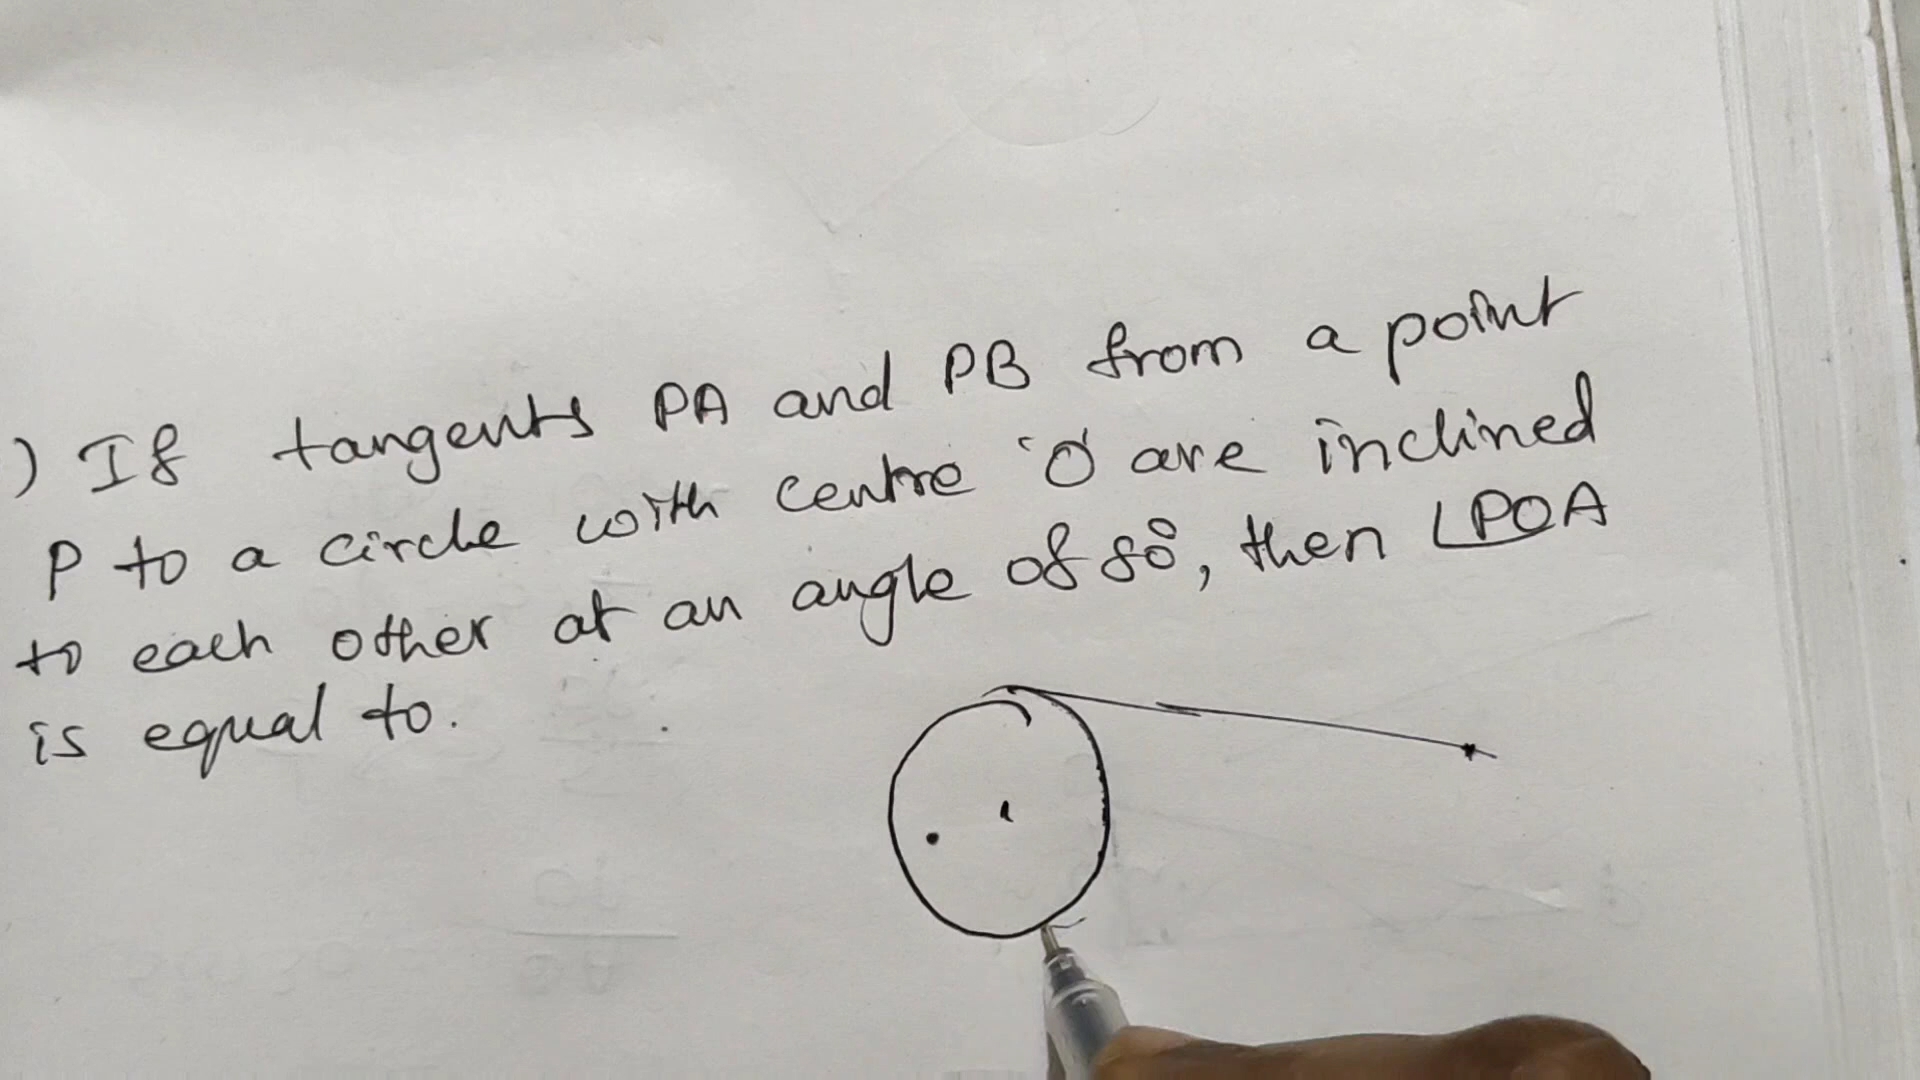 ) If tangents PA and PB from a point
P to a circle with centre 'O' are inclined
to each other at an angle of 80°, then ∠POA
is equal to.